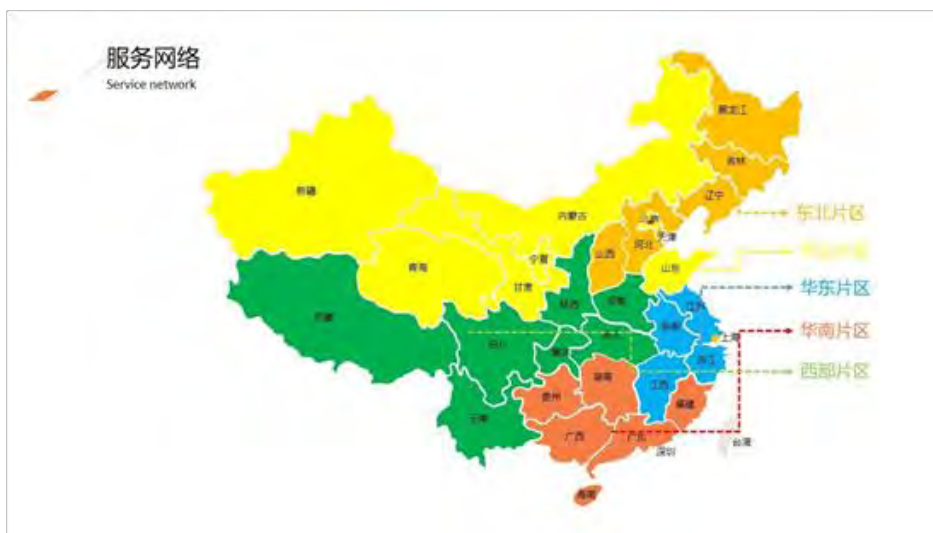 服务网络
Service network
黑龙江
吉林
辽宁
东北片区
新疆
内蒙古
北京
天津
河北
山西
山东
宁夏
青海
甘肃
华东片区
陕西
河南
江苏
安徽
西藏
华南片区
上海
四川
湖北
重庆
浙江
西部片区
湖南
江西
贵州
福建
云南
广西
广东
台湾
深圳
海南